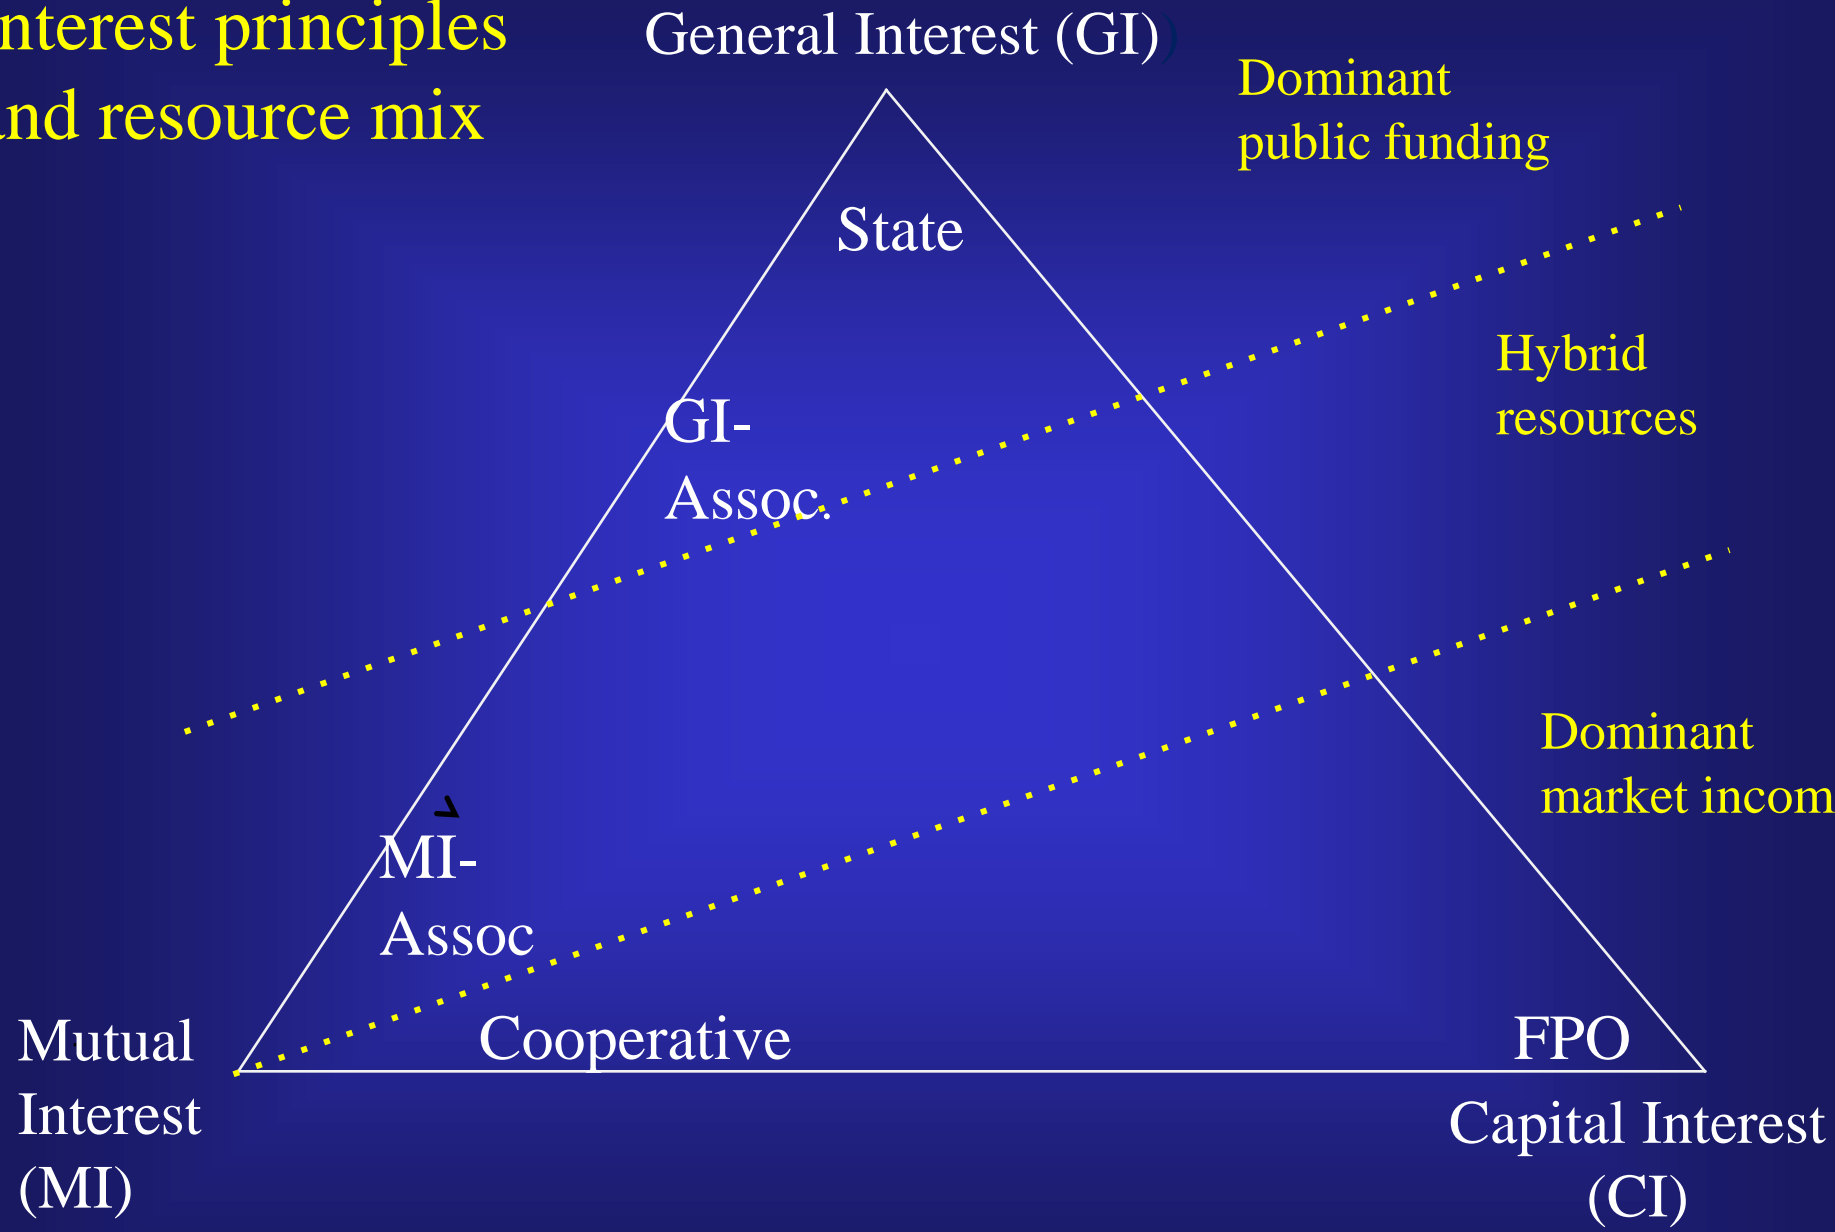 nterest principles
and resource mix
General Interest (GI))
Dominant
public funding
State
Hybrid
resources
GI-
Assoc.
Dominant
market incom
MI-
Assoc
Mutual
Interest
(MI)
Cooperative
FPO
Capital Interest
(CI)